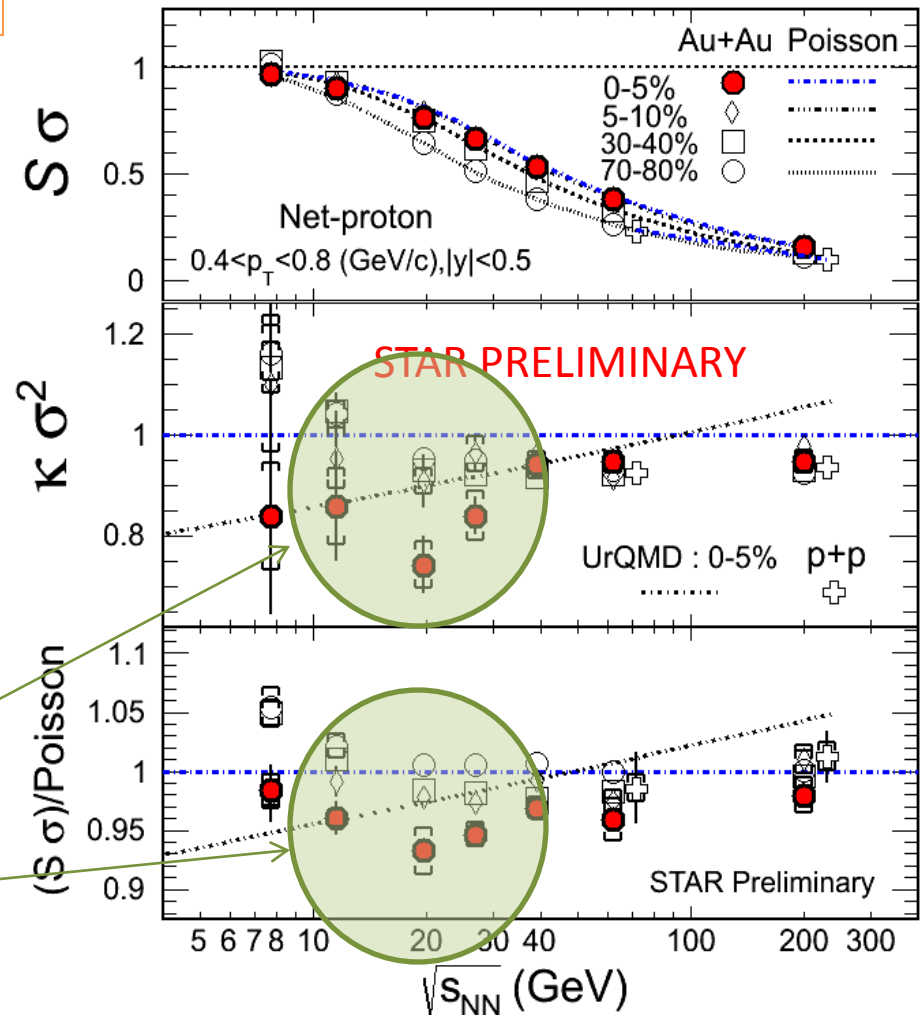 Au+Au Poisson
0-5%
5-10%
30-40%
70-80%
S σ
1
0.5
0
Net-proton
0.4<p_T<0.8 (GeV/c),|y|<0.5
STAR PRELIMINARY
κ σ²
1.2
1
0.8
UrQMD : 0-5% p+p
(S σ)/Poisson
1.1
1.05
1
0.95
0.9
STAR Preliminary
5 6 7 8 10 20 30 40 100 200 300
√s_NN (GeV)